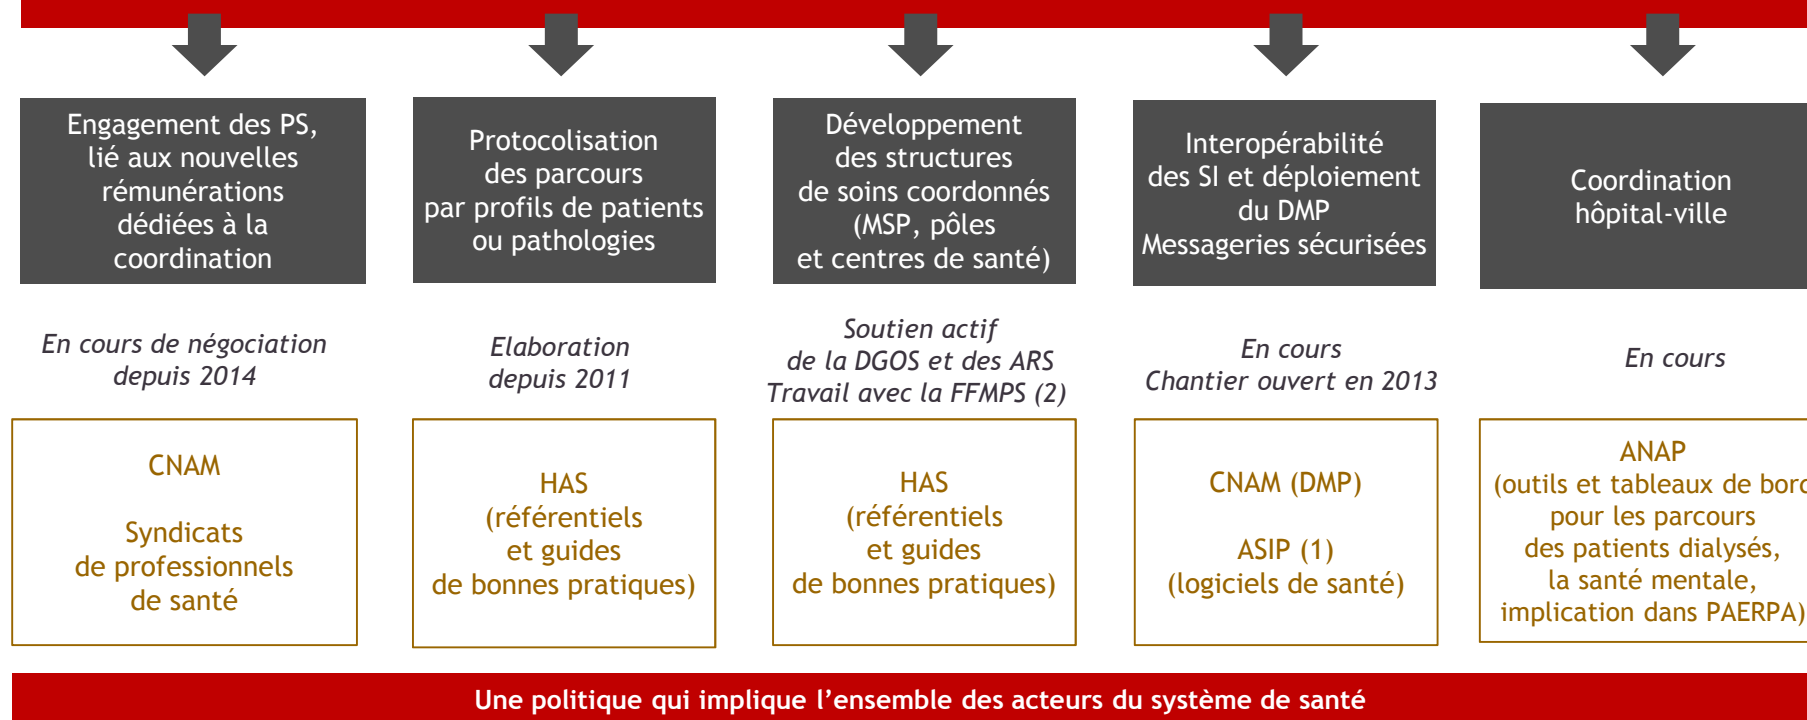 Engagement des PS,
lié aux nouvelles
rémunérations
dédiées à la
coordination
Protocolisation
des parcours
par profils de patients
ou pathologies
Développement
des structures
de soins coordonnés
(MSP, pôles
et centres de santé)
Interopérabilité
des SI et déploiement
du DMP
Messageries sécurisées
Coordination
hôpital-ville
En cours de négociation
depuis 2014
Elaboration
depuis 2011
Soutien actif
de la DGOS et des ARS
Travail avec la FFMPS (2)
En cours
Chantier ouvert en 2013
En cours
CNAM
Syndicats
de professionnels
de santé
HAS
(référentiels
et guides
de bonnes pratiques)
HAS
(référentiels
et guides
de bonnes pratiques)
CNAM (DMP)
ASIP (1)
(logiciels de santé)
ANAP
(outils et tableaux de bord
pour les parcours
des patients dialysés,
la santé mentale,
implication dans PAERPA)
Une politique qui implique l’ensemble des acteurs du système de santé